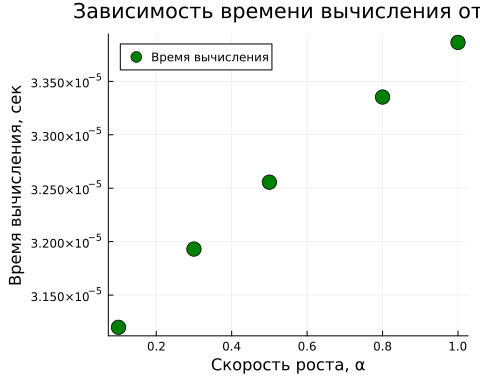 Зависимость времени вычисления от
Время вычисления
Время вычисления, сек
3.350×10⁻⁵
3.300×10⁻⁵
3.250×10⁻⁵
3.200×10⁻⁵
3.150×10⁻⁵
0.2 0.4 0.6 0.8 1.0
Скорость роста, α